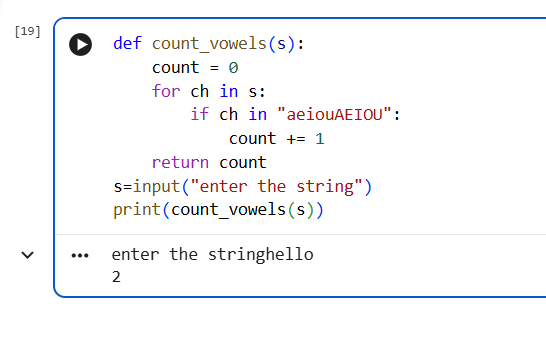 [19]
def count_vowels(s):
    count = 0
    for ch in s:
        if ch in "aeiouAEIOU":
            count += 1
    return count
s=input("enter the string")
print(count_vowels(s))
... enter the stringhello
2